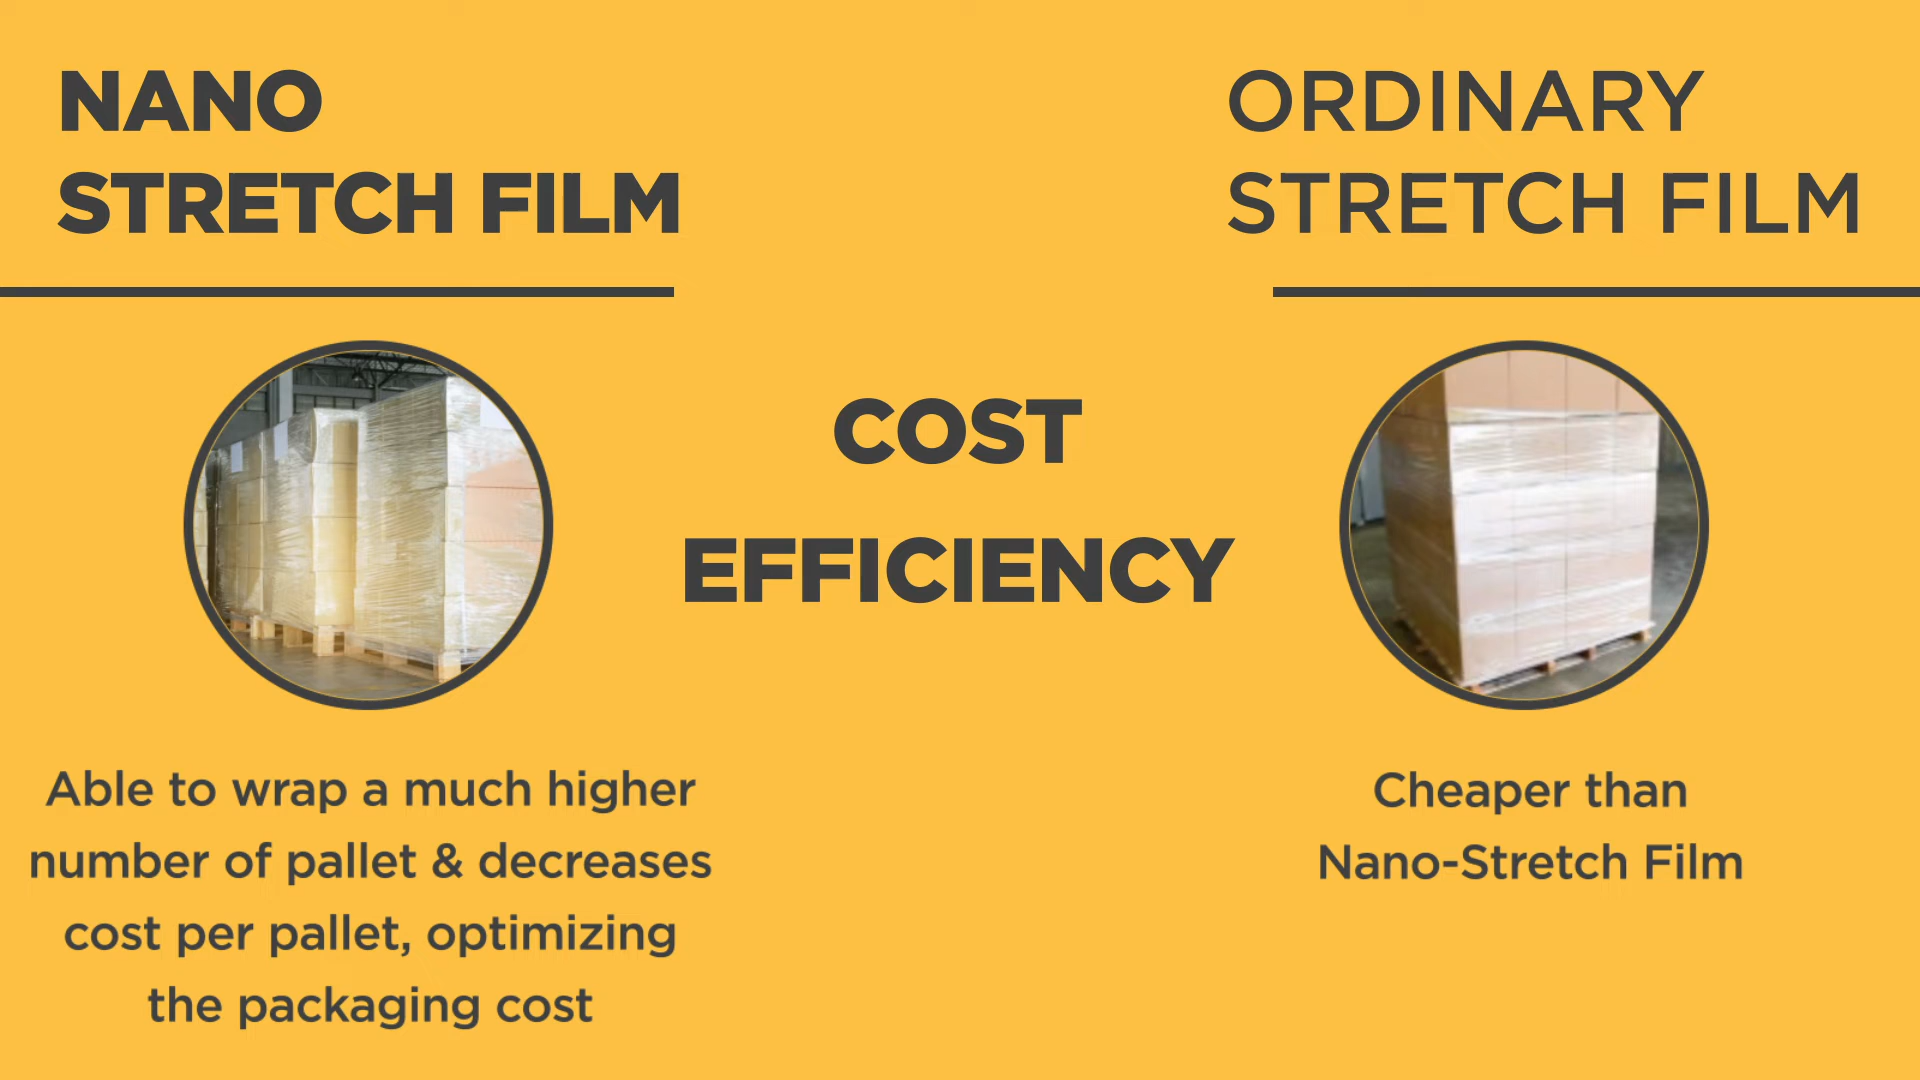 NANO
STRETCH FILM
ORDINARY
STRETCH FILM
COST
EFFICIENCY
Able to wrap a much higher
number of pallet & decreases
cost per pallet, optimizing
the packaging cost
Cheaper than
Nano-Stretch Film